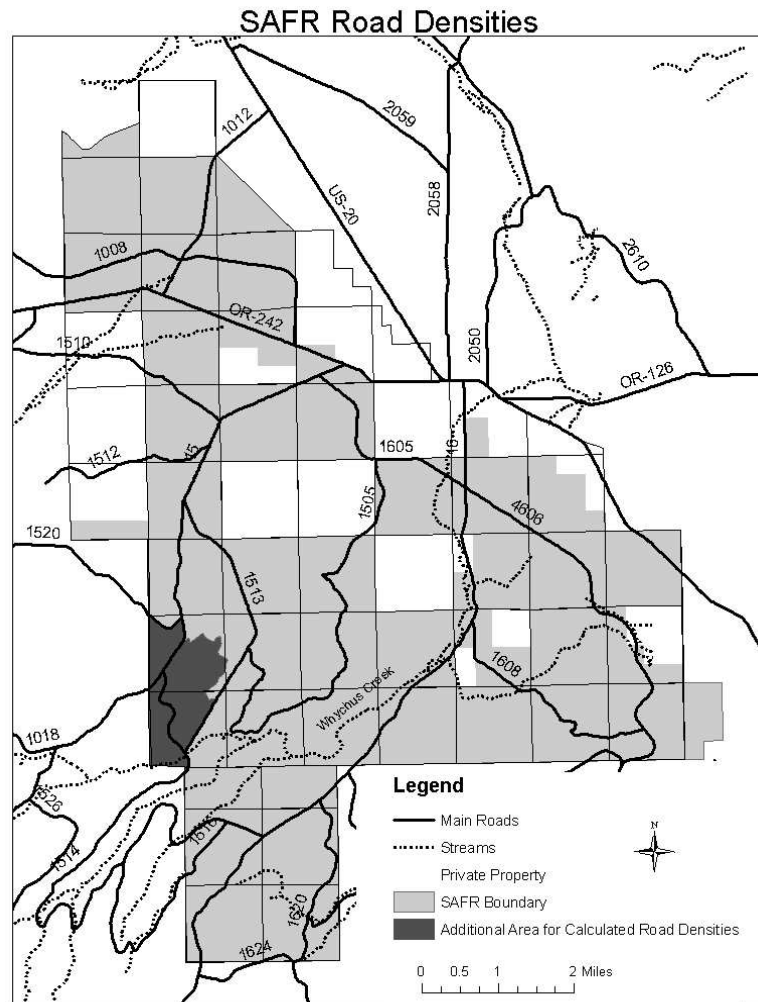 SAFR Road Densities
1012
2059
US-20
2058
1008
2610
OR-242
1510
2050
OR-126
1605
16
15
1512
1505
4606
1520
1513
1608
Whychus Creek
1018
Legend
1526
Main Roads
N
1516
Streams
1514
Private Property
SAFR Boundary
1620
Additional Area for Calculated Road Densities
1624
0 0.5 1 2 Miles